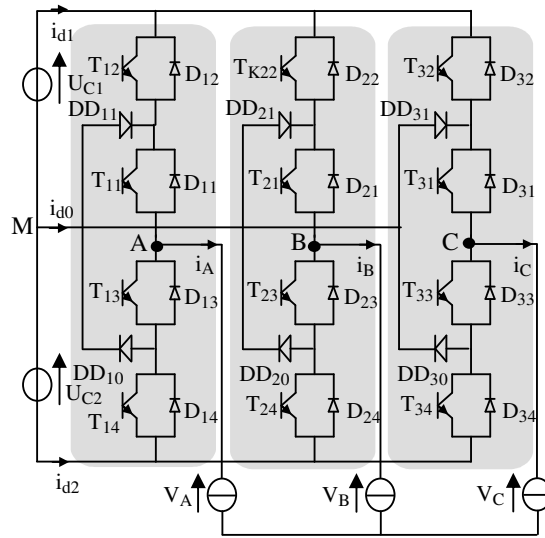 i_d1
T_12 D_12 T_K22 D_22 T_32 D_32
U_C1
DD_11 DD_21 DD_31
T_11 D_11 T_21 D_21 T_31 D_31
M i_d0
A i_A B i_B C i_C
T_13 D_13 T_23 D_23 T_33 D_33
DD_10 DD_20 DD_30
U_C2
T_14 D_14 T_24 D_24 T_34 D_34
i_d2
V_A V_B V_C